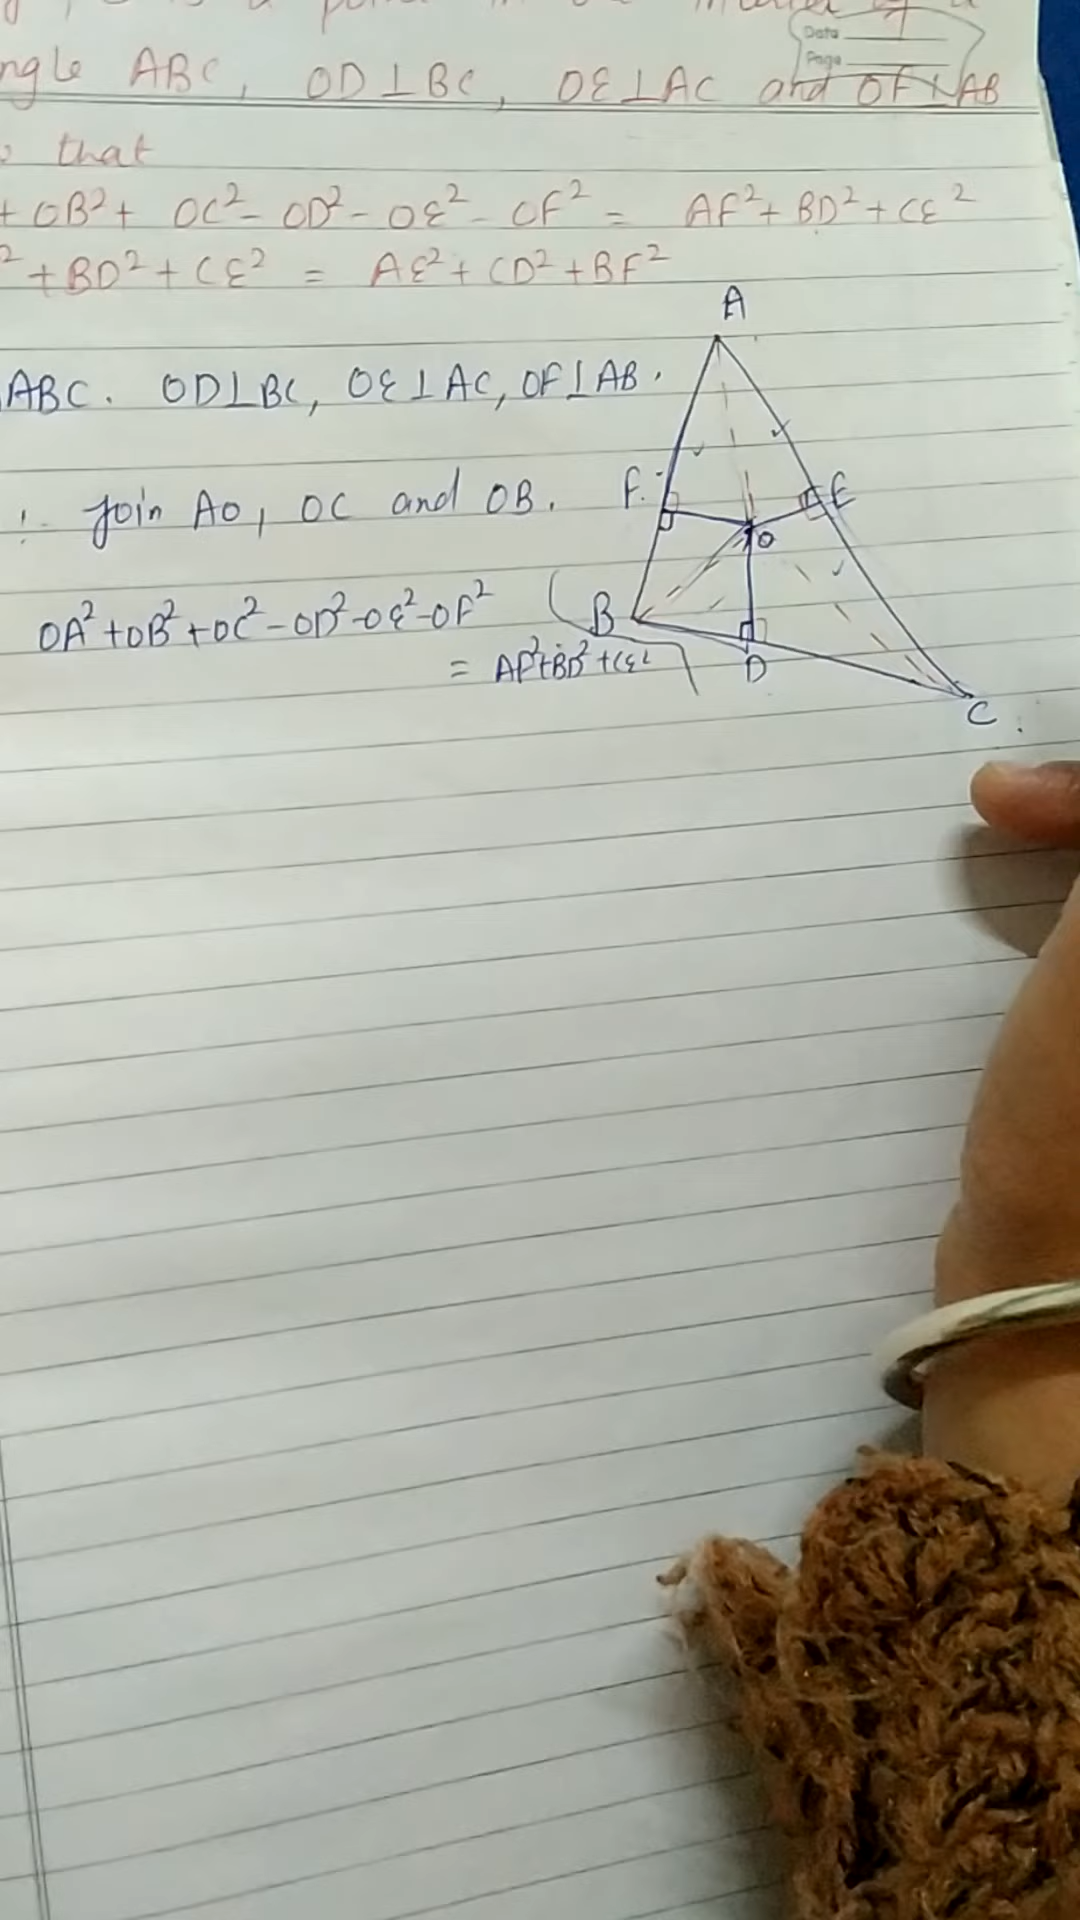 Data
Page
ABC, OD⊥BC, OE⊥AC and OF⊥AB
that
+ OB²+ OC²- OD²- OE²- OF² = AF²+ BD²+ CE²
² +BD²+CE² = AE²+CD²+BF²
A
ABC. OD⊥BC, OE⊥AC, OF⊥AB.
F. E
: Join AO, OC and OB.
O
OA²+OB²+OC²-OD²-OE²-OF²
B
= AF²+BD²+CE²
D
C